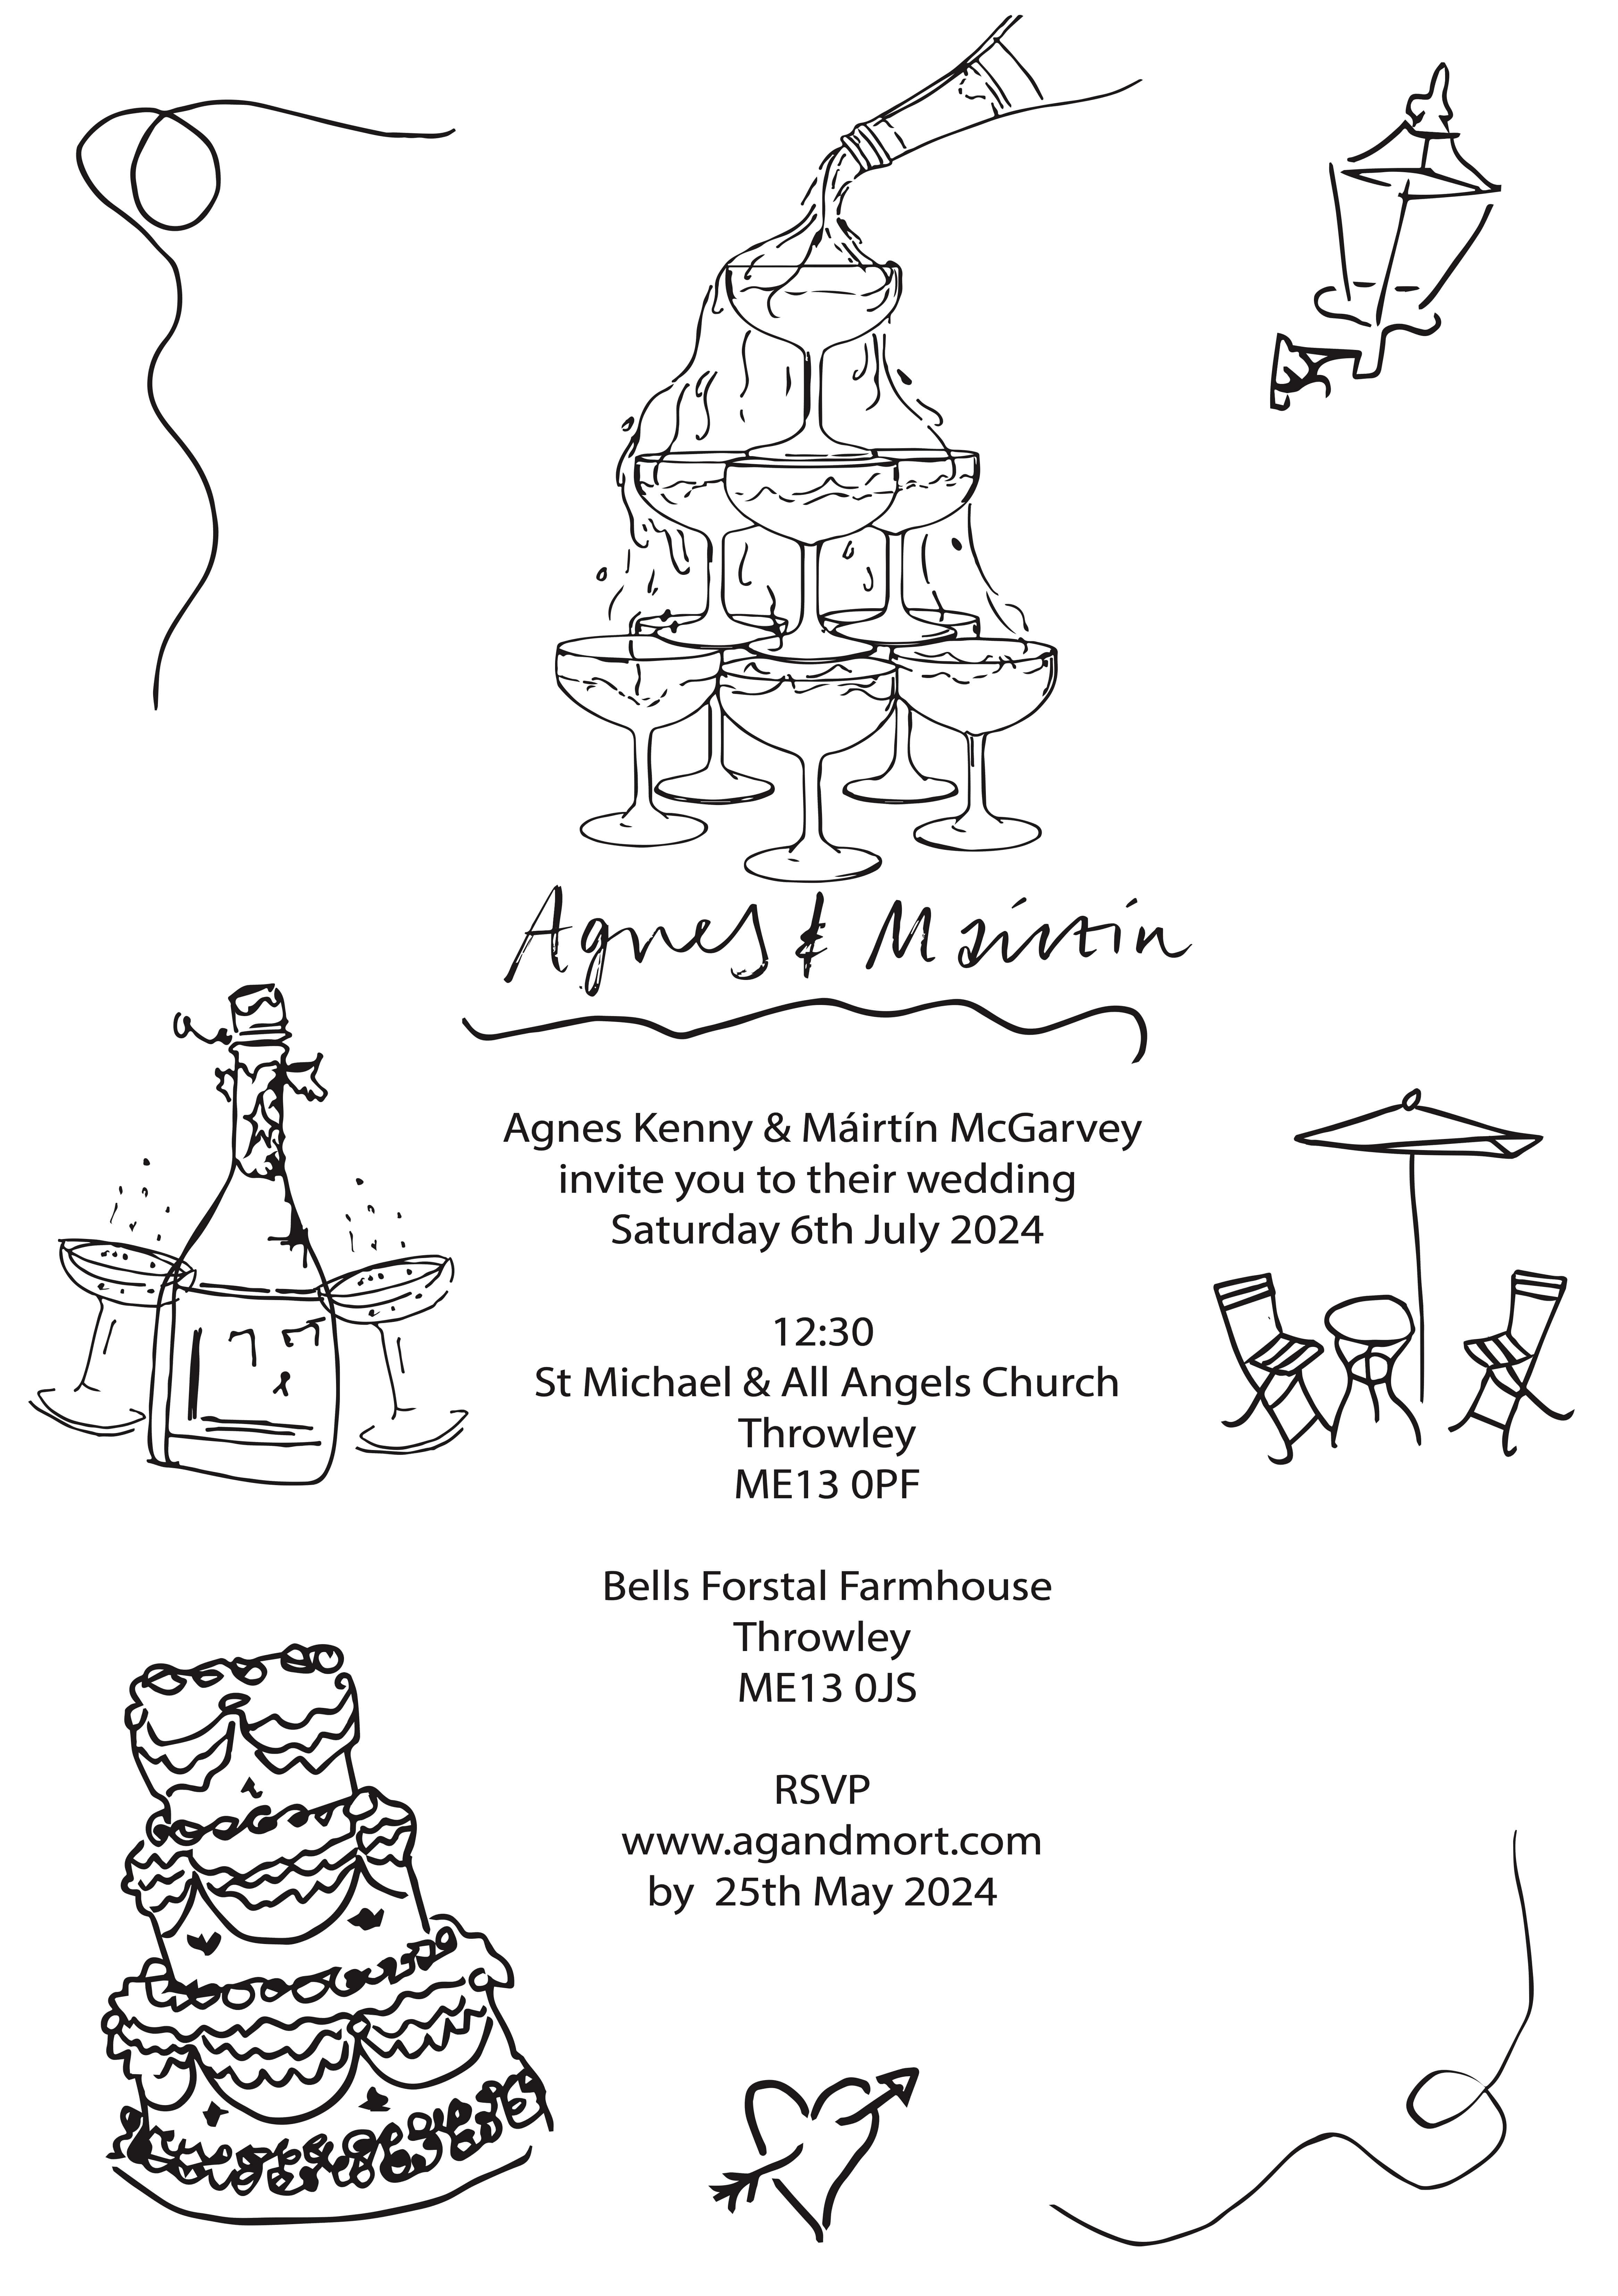 Agnes & Máirtín
Agnes Kenny & Máirtín McGarvey
invite you to their wedding
Saturday 6th July 2024
12:30
St Michael & All Angels Church
Throwley
ME13 0PF
Bells Forstal Farmhouse
Throwley
ME13 0JS
RSVP
www.agandmort.com
by  25th May 2024